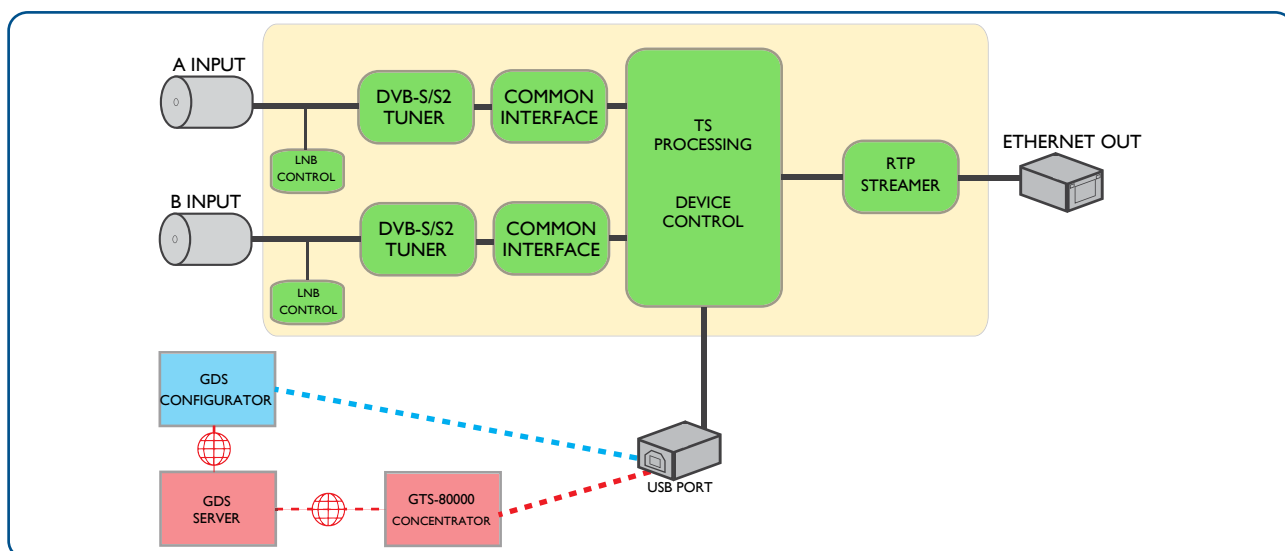 A INPUT
DVB-S/S2
TUNER
COMMON
INTERFACE
LNB
CONTROL
B INPUT
DVB-S/S2
TUNER
COMMON
INTERFACE
LNB
CONTROL
TS
PROCESSING
DEVICE
CONTROL
RTP
STREAMER
ETHERNET OUT
GDS
CONFIGURATOR
GDS
SERVER
GTS-80000
CONCENTRATOR
USB PORT